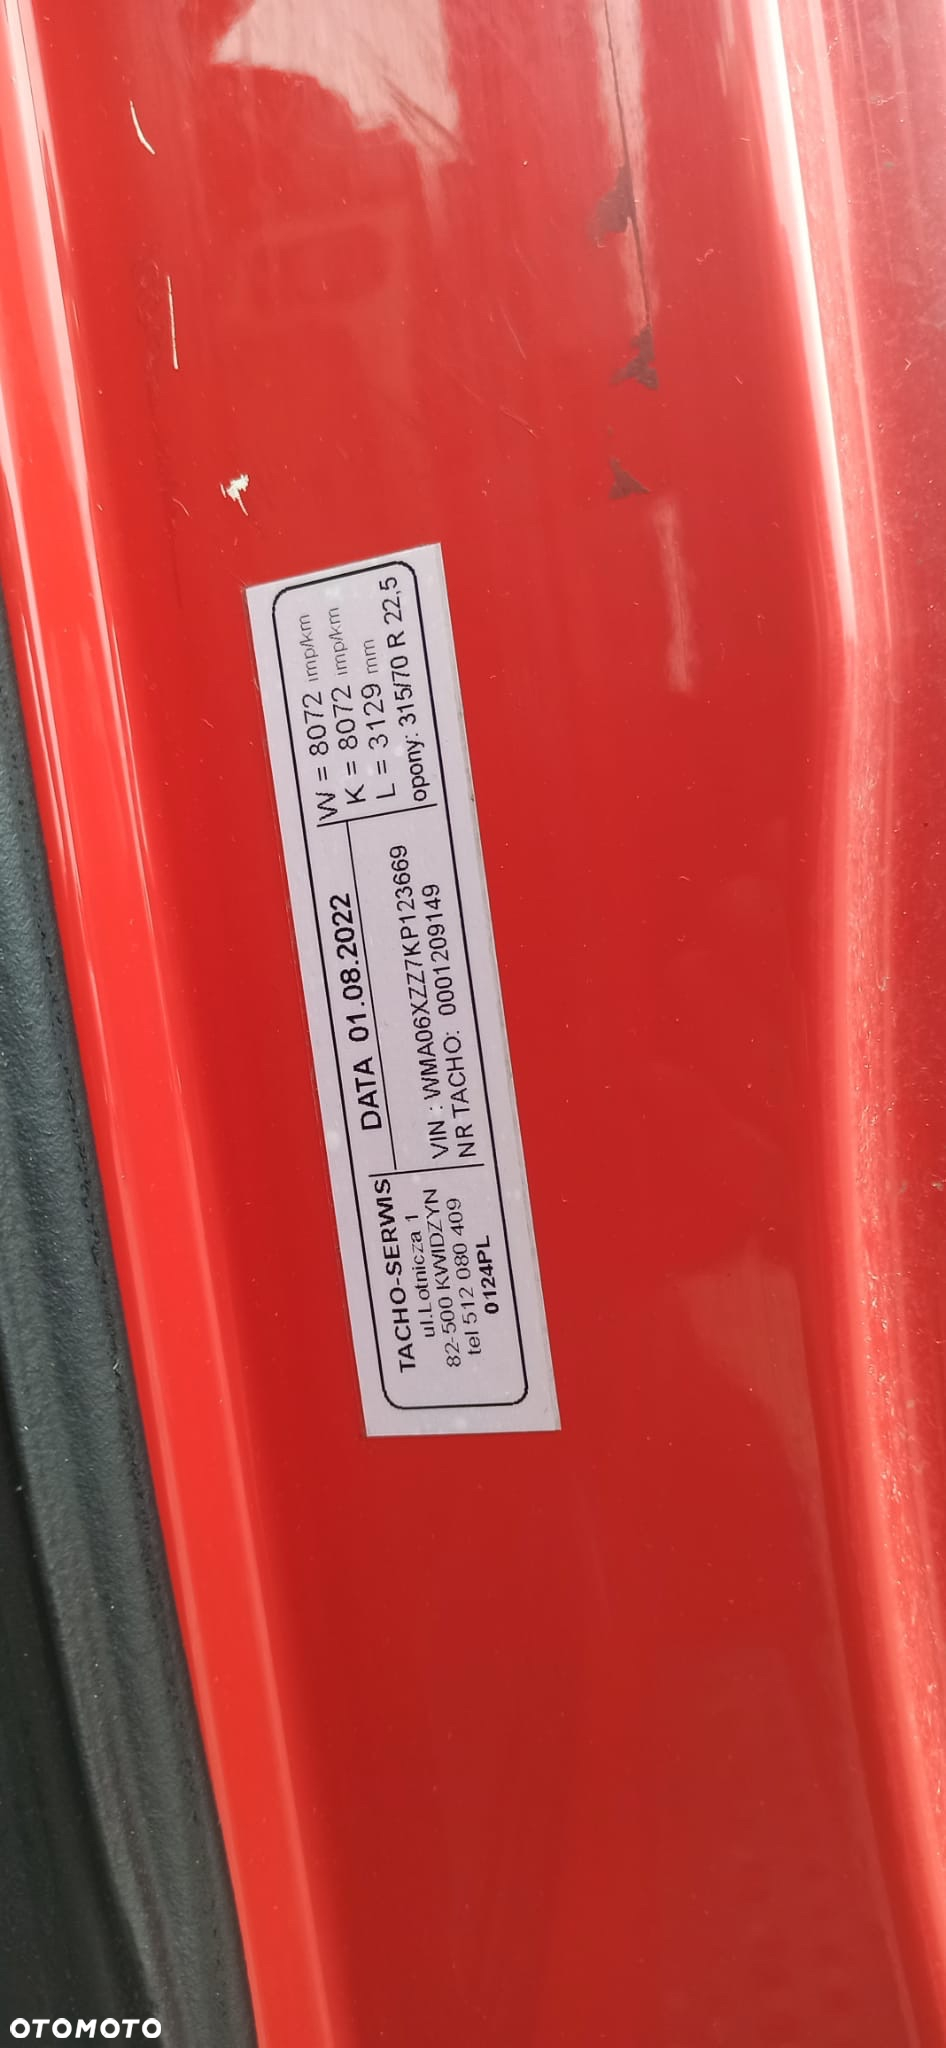 TACHO-SERWIS
ul.Lotnicza 1
82-500 KWIDZYN
tel 512 080 409
0124PL
DATA 01.08.2022
VIN : WMA06XZZ7KP123669
NR TACHO: 0001209149
W = 8072 imp/km
K = 8072 imp/km
L = 3129 mm
opony: 315/70 R 22,5
OTOMOTO